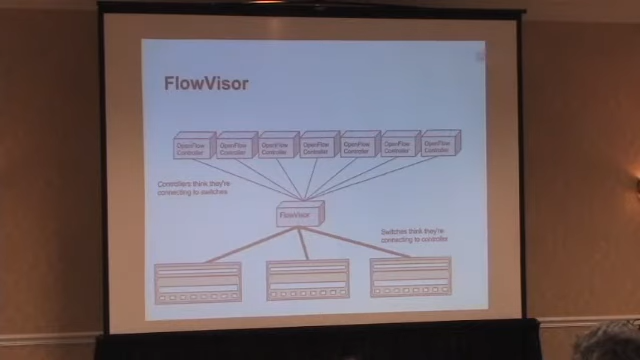 FlowVisor
OpenFlow
Controller
OpenFlow
Controller
OpenFlow
Controller
OpenFlow
Controller
OpenFlow
Controller
OpenFlow
Controller
OpenFlow
Controller
Controllers think they're
connecting to switches
FlowVisor
Switches think they're
connecting to controller